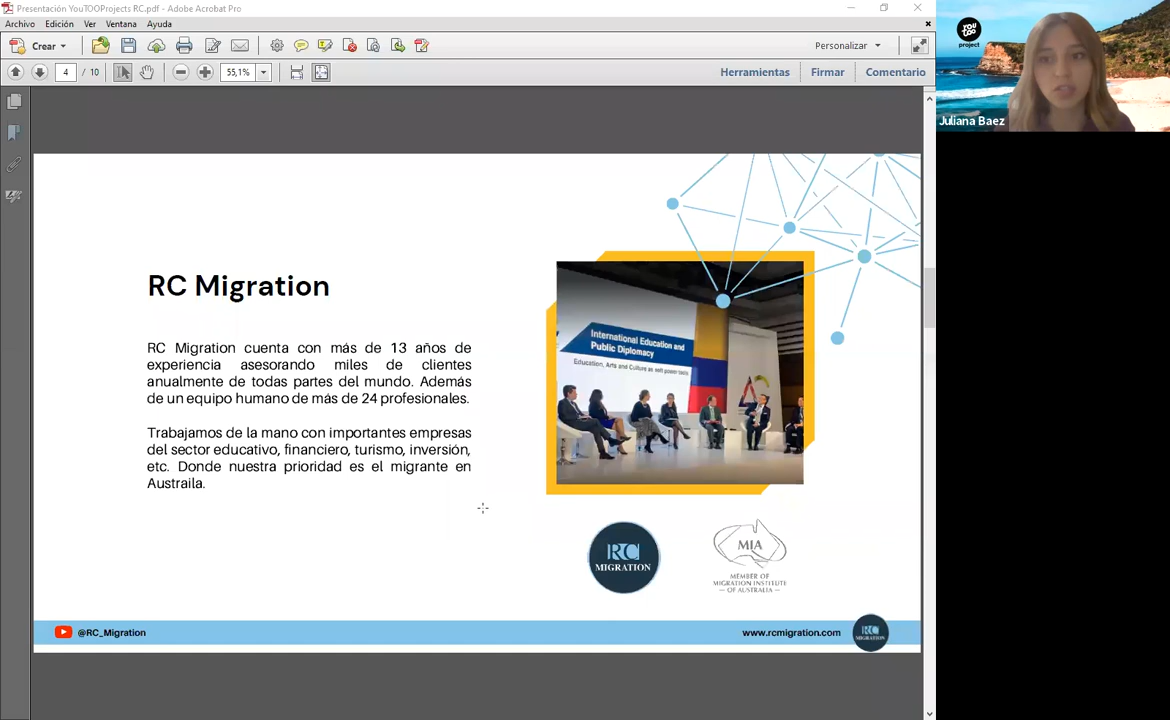 Presentación YouTOOProjects RC.pdf - Adobe Acrobat Pro
Archivo Edición Ver Ventana Ayuda
Crear
Personalizar
4 / 10
55,1%
Herramientas Firmar Comentario
you
too
project
Juliana Baez
RC Migration
RC Migration cuenta con más de 13 años de
experiencia asesorando miles de clientes
anualmente de todas partes del mundo. Además
de un equipo humano de más de 24 profesionales.
Trabajamos de la mano con importantes empresas
del sector educativo, financiero, turismo, inversión,
etc. Donde nuestra prioridad es el migrante en
Austraila.
International Education and
Public Diplomacy
Education, Arts and Culture as soft power tools
RC
MIGRATION
MIA
MEMBER OF
MIGRATION INSTITUTE
OF AUSTRALIA
@RC_Migration
www.rcmigration.com
RC
MIGRATION